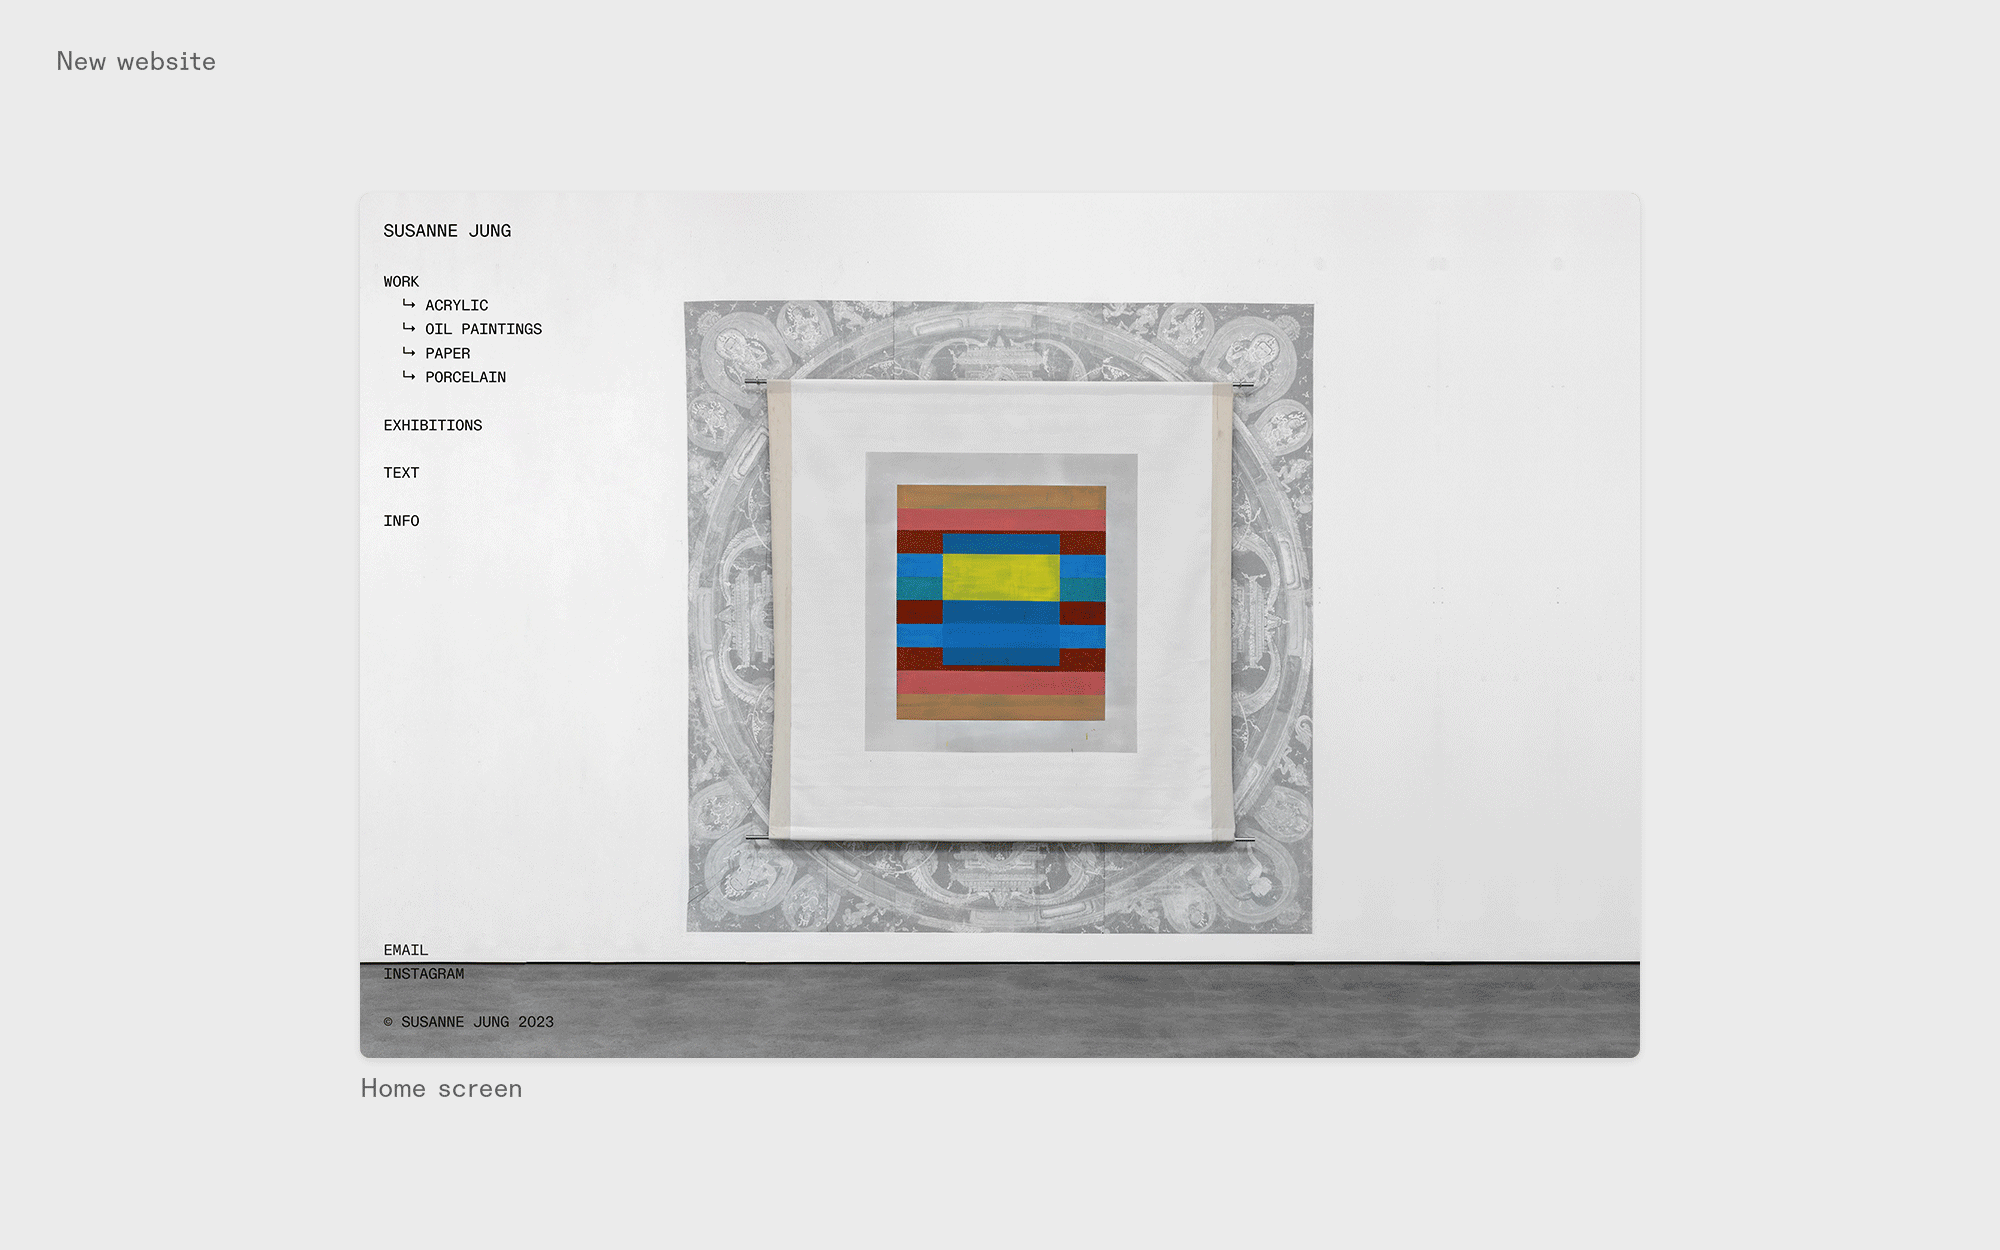 New website
SUSANNE JUNG
WORK
↳ ACRYLIC
↳ OIL PAINTINGS
↳ PAPER
↳ PORCELAIN
EXHIBITIONS
TEXT
INFO
EMAIL
INSTAGRAM
© SUSANNE JUNG 2023
Home screen